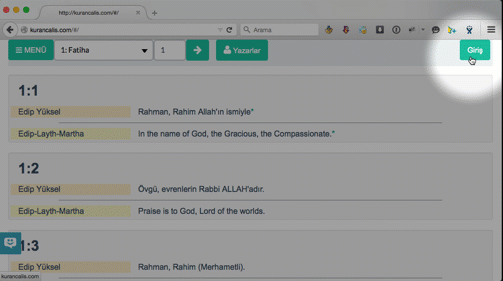 http://kurancalis.com/#/
kurancalis.com/#/
Arama
MENÜ
1: Fatiha
1
Yazarlar
Giriş
1:1
Edip Yüksel
Rahman, Rahim Allah'ın ismiyle*
Edip-Layth-Martha
In the name of God, the Gracious, the Compassionate.*
1:2
Edip Yüksel
Övgü, evrenlerin Rabbi ALLAH'adır.
Edip-Layth-Martha
Praise is to God, Lord of the worlds.
1:3
Edip Yüksel
Rahman, Rahim (Merhametli).
kurancalis.com